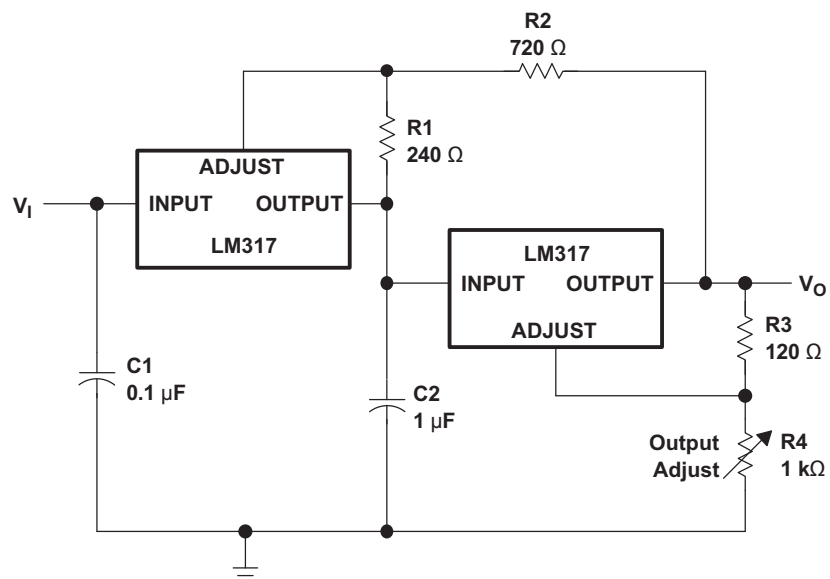 R2
720 Ω
R1
240 Ω
ADJUST
V_I
INPUT OUTPUT
LM317
LM317
INPUT OUTPUT
V_O
ADJUST
R3
120 Ω
C1
0.1 µF
C2
1 µF
Output
Adjust
R4
1 kΩ